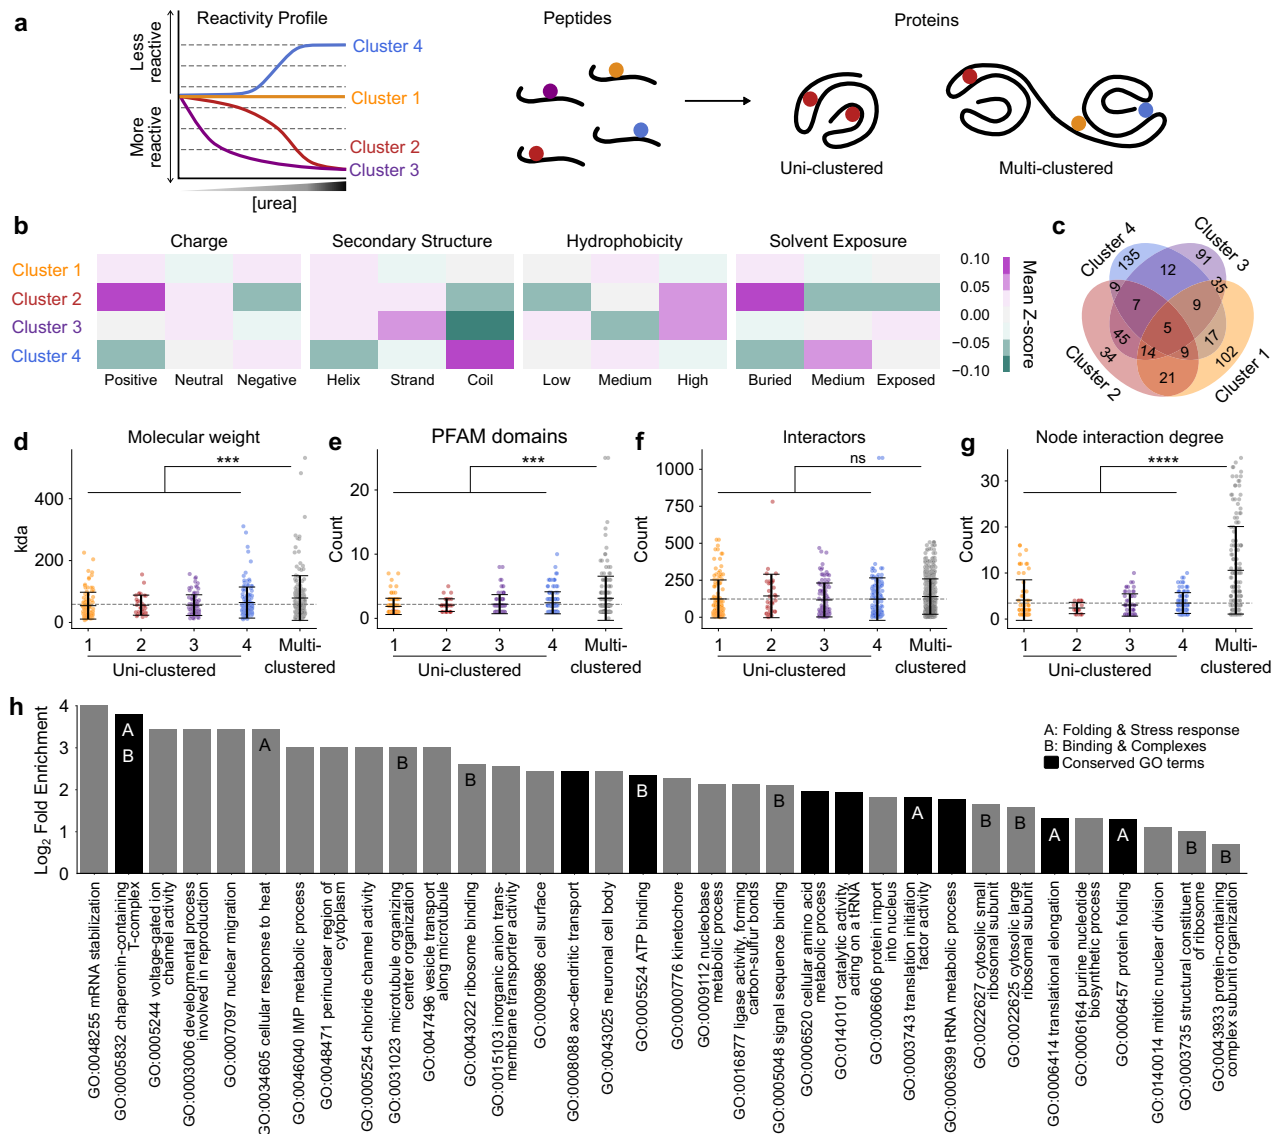 a
Reactivity Profile
Peptides
Proteins
Less
reactive
More
reactive
Cluster 4
Cluster 1
Cluster 2
Cluster 3
[urea]
Uni-clustered
Multi-clustered
b
Charge
Secondary Structure
Hydrophobicity
Solvent Exposure
Cluster 1
Cluster 2
Cluster 3
Cluster 4
Positive Neutral Negative
Helix Strand Coil
Low Medium High
Buried Medium Exposed
0.10
0.05
0.00
−0.05
−0.10
Mean Z-score
c
Cluster 4
Cluster 3
Cluster 2
Cluster 1
135
91
12
9
35
7
9
5
45
17
34
14
9
102
21
d
Molecular weight
***
kda
400
200
0
1 2 3 4 Multi-
clustered
Uni-clustered
e
PFAM domains
***
Count
20
10
0
1 2 3 4 Multi-
clustered
Uni-clustered
f
Interactors
ns
Count
1000
750
500
250
0
1 2 3 4 Multi-
clustered
Uni-clustered
g
Node interaction degree
****
Count
30
20
10
0
1 2 3 4 Multi-
clustered
Uni-clustered
h
Log2 Fold Enrichment
4
3
2
1
0
A
B
A
B
B
B
B
A
B
B
A
A
B
B
A: Folding & Stress response
B: Binding & Complexes
Conserved GO terms
GO:0048255 mRNA stabilization
GO:0005832 chaperonin-containing
T-complex
GO:0005244 voltage-gated ion
channel activity
GO:0003006 developmental process
involved in reproduction
GO:0007097 nuclear migration
GO:0034605 cellular response to heat
GO:0046040 IMP metabolic process
GO:0048471 perinuclear region of
cytoplasm
GO:0005254 chloride channel activity
GO:0031023 microtubule organizing
center organization
GO:0047496 vesicle transport
along microtubule
GO:0043022 ribosome binding
GO:0015103 inorganic anion trans-
membrane transporter activity
GO:0009986 cell surface
GO:0008088 axo-dendritic transport
GO:0043025 neuronal cell body
GO:0005524 ATP binding
GO:0000776 kinetochore
GO:0009112 nucleobase
metabolic process
GO:0016877 ligase activity, forming
carbon-sulfur bonds
GO:0005048 signal sequence binding
GO:0006520 cellular amino acid
metabolic process
GO:0140101 catalytic activity,
acting on a tRNA
GO:0006606 protein import
into nucleus
GO:0003743 translation initiation
factor activity
GO:0006399 tRNA metabolic process
GO:0022627 cytosolic small
ribosomal subunit
GO:0022625 cytosolic large
ribosomal subunit
GO:0006414 translational elongation
GO:0006164 purine nucleotide
biosynthetic process
GO:0006457 protein folding
GO:0140014 mitotic nuclear division
GO:0003735 structural constituent
of ribosome
GO:0043933 protein-containing
complex subunit organization